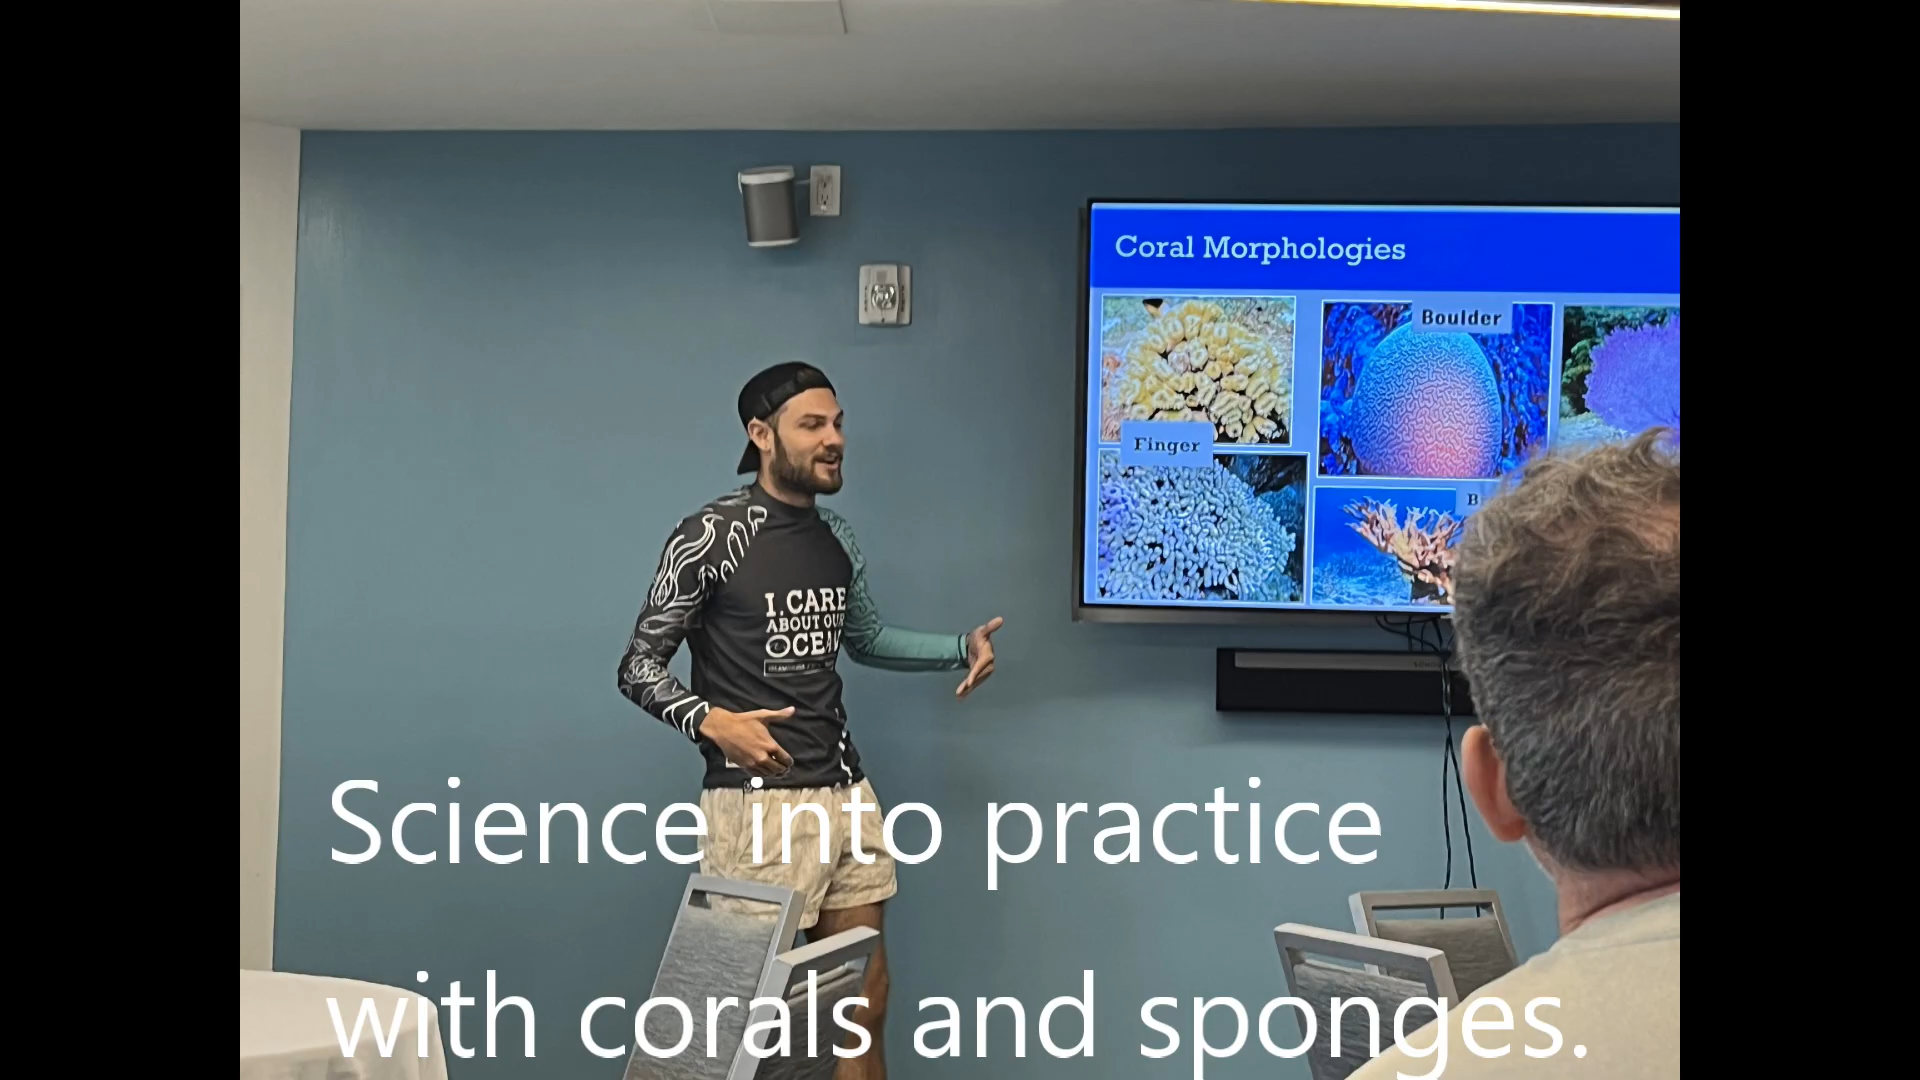 Coral Morphologies
Boulder
Finger
B
I.CARE
ABOUT OUR
OCEAN
Science into practice
with corals and sponges.